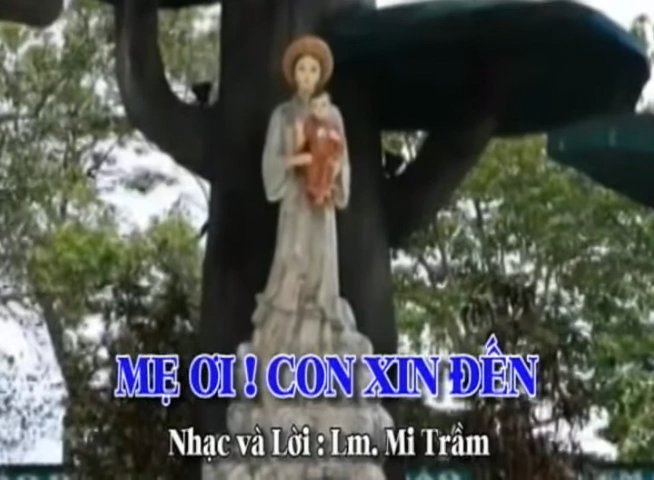 MẸ ƠI ! CON XIN ĐẾN
Nhạc và Lời : Lm. Mi Trầm